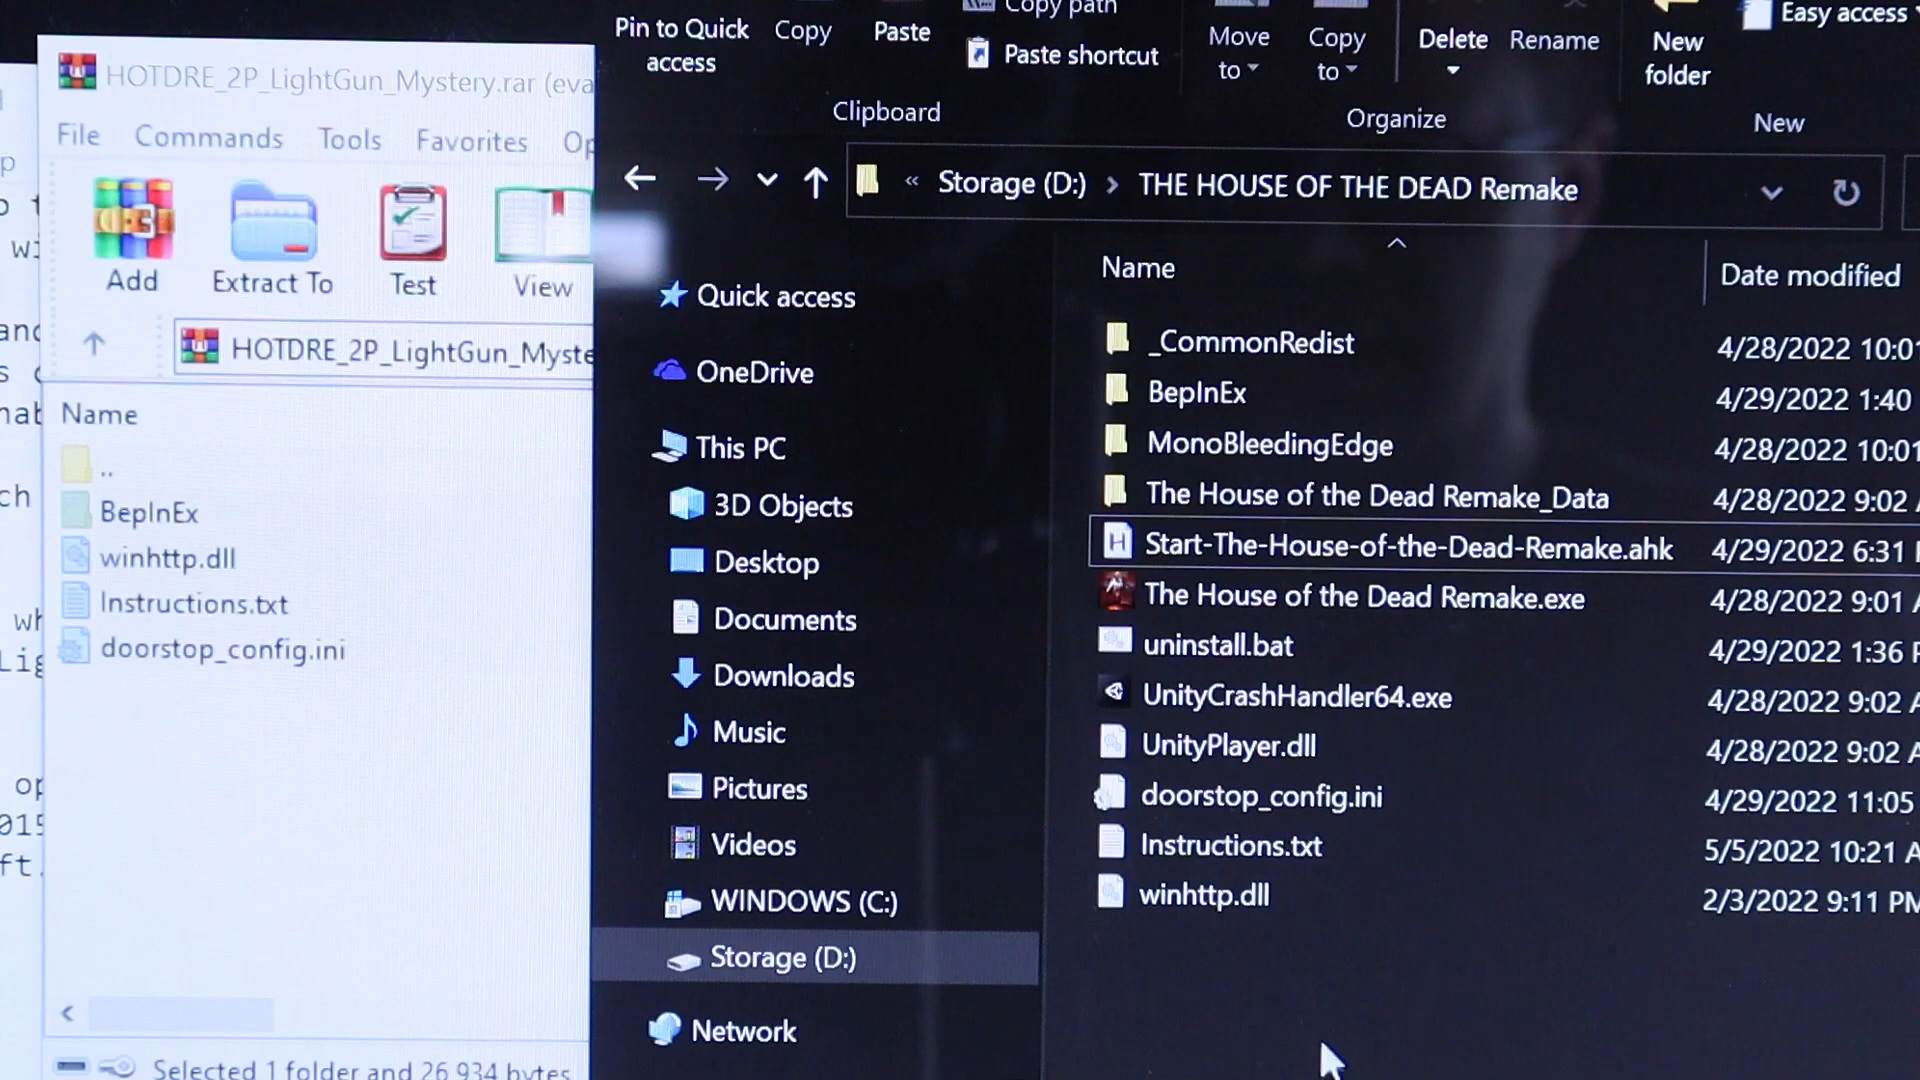 HOTDRE_2P_LightGun_Mystery.rar (eva
File Commands Tools Favorites Op
Add Extract To Test View
HOTDRE_2P_LightGun_Myste
Name
..
BepInEx
winhttp.dll
Instructions.txt
doorstop_config.ini
Selected 1 folder and 26 934 bytes
Pin to Quick access
Copy
Paste
Copy path
Paste shortcut
Clipboard
Move to
Copy to
Delete
Rename
Organize
New folder
New
Easy access
« Storage (D:) > THE HOUSE OF THE DEAD Remake
Quick access
OneDrive
This PC
3D Objects
Desktop
Documents
Downloads
Music
Pictures
Videos
WINDOWS (C:)
Storage (D:)
Network
Name Date modified
_CommonRedist 4/28/2022 10:01
BepInEx 4/29/2022 1:40
MonoBleedingEdge 4/28/2022 10:01
The House of the Dead Remake_Data 4/28/2022 9:02 A
Start-The-House-of-the-Dead-Remake.ahk 4/29/2022 6:31 P
The House of the Dead Remake.exe 4/28/2022 9:01 A
uninstall.bat 4/29/2022 1:36 P
UnityCrashHandler64.exe 4/28/2022 9:02 A
UnityPlayer.dll 4/28/2022 9:02 A
doorstop_config.ini 4/29/2022 11:05
Instructions.txt 5/5/2022 10:21 A
winhttp.dll 2/3/2022 9:11 PM